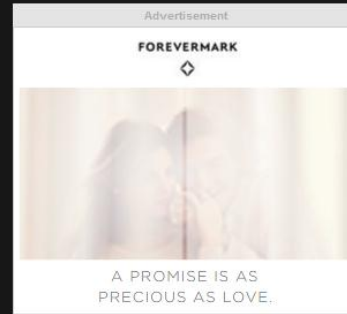 Advertisement
FOREVERMARK
A PROMISE IS AS
PRECIOUS AS LOVE.